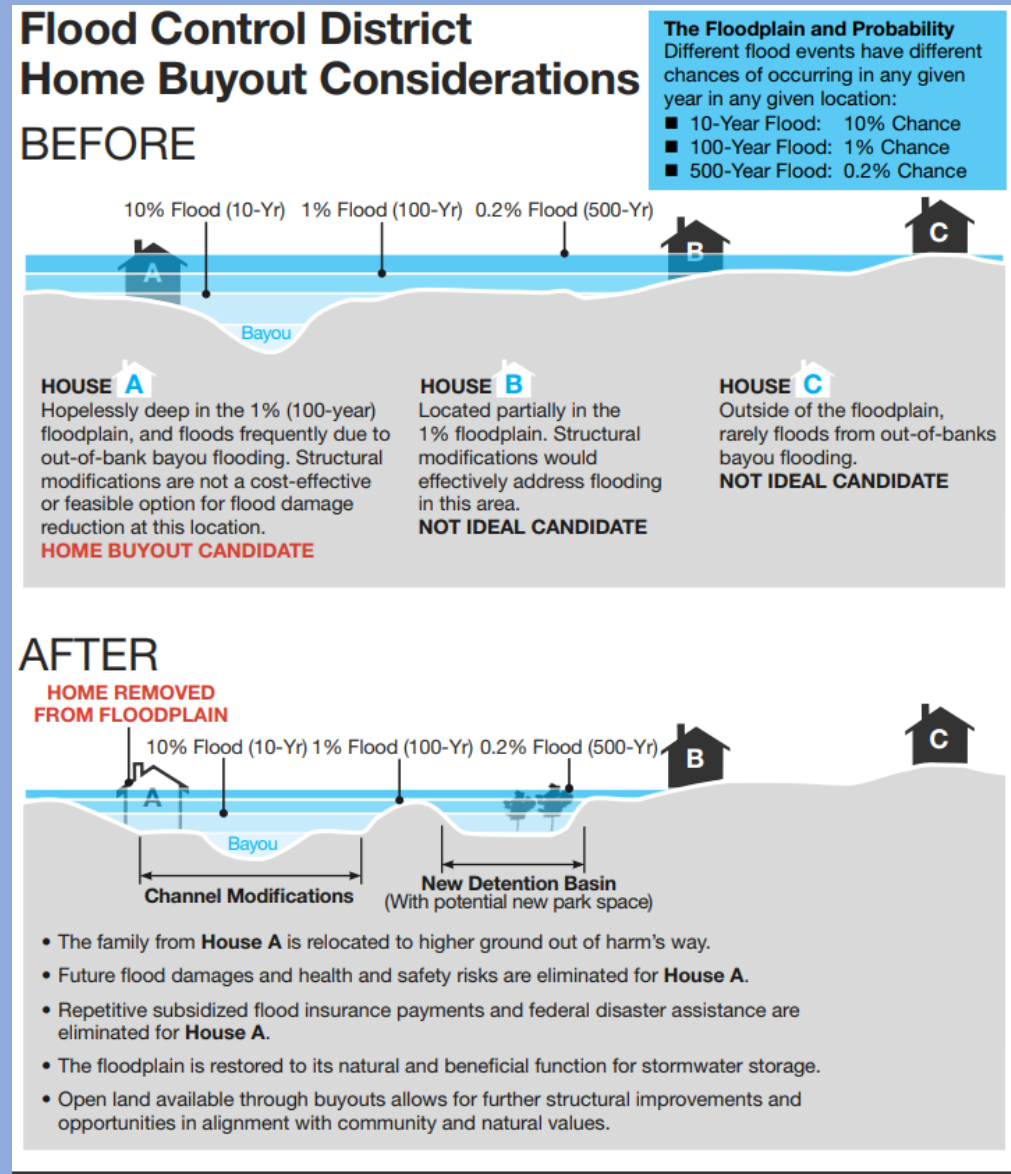 Flood Control District
Home Buyout Considerations
BEFORE
The Floodplain and Probability
Different flood events have different
chances of occurring in any given
year in any given location:
■ 10-Year Flood: 10% Chance
■ 100-Year Flood: 1% Chance
■ 500-Year Flood: 0.2% Chance
10% Flood (10-Yr) 1% Flood (100-Yr) 0.2% Flood (500-Yr)
A
B
C
Bayou
HOUSE A
Hopelessly deep in the 1% (100-year)
floodplain, and floods frequently due to
out-of-bank bayou flooding. Structural
modifications are not a cost-effective
or feasible option for flood damage
reduction at this location.
HOME BUYOUT CANDIDATE
HOUSE B
Located partially in the
1% floodplain. Structural
modifications would
effectively address flooding
in this area.
NOT IDEAL CANDIDATE
HOUSE C
Outside of the floodplain,
rarely floods from out-of-banks
bayou flooding.
NOT IDEAL CANDIDATE
AFTER
HOME REMOVED
FROM FLOODPLAIN
10% Flood (10-Yr) 1% Flood (100-Yr) 0.2% Flood (500-Yr)
A
B
C
Bayou
Channel Modifications
New Detention Basin
(With potential new park space)
• The family from House A is relocated to higher ground out of harm's way.
• Future flood damages and health and safety risks are eliminated for House A.
• Repetitive subsidized flood insurance payments and federal disaster assistance are
eliminated for House A.
• The floodplain is restored to its natural and beneficial function for stormwater storage.
• Open land available through buyouts allows for further structural improvements and
opportunities in alignment with community and natural values.